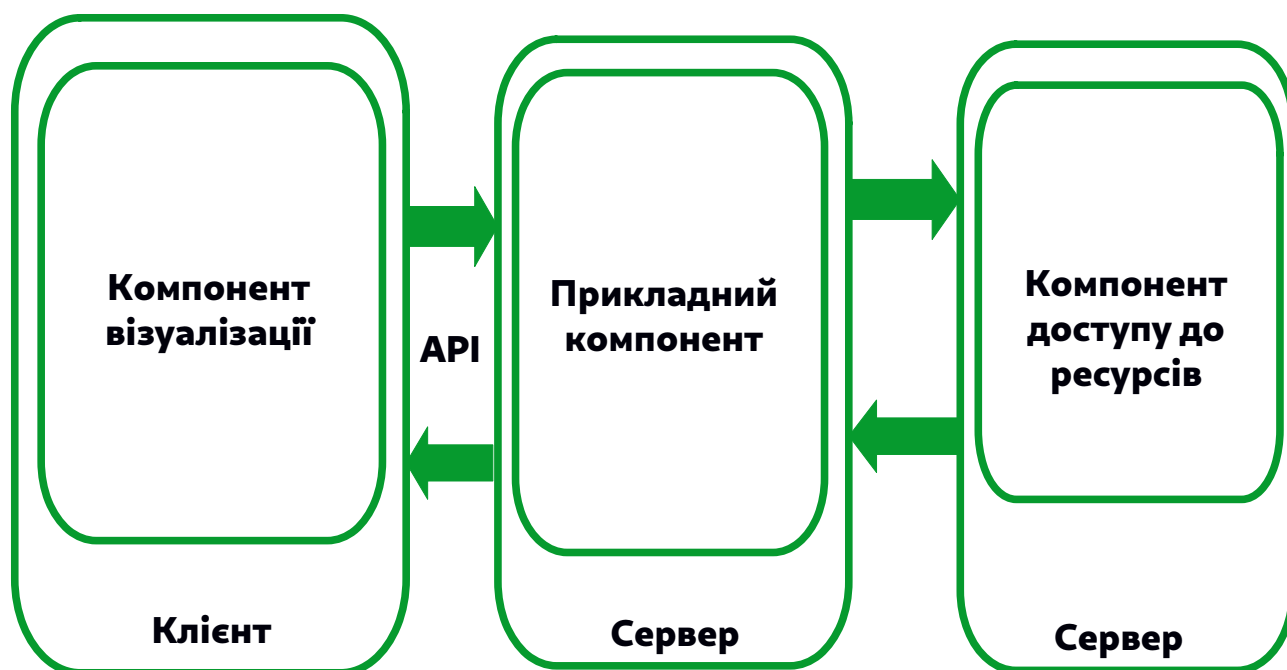 Компонент
візуалізації
Клієнт
API
Прикладний
компонент
Сервер
Компонент
доступу до
ресурсів
Сервер